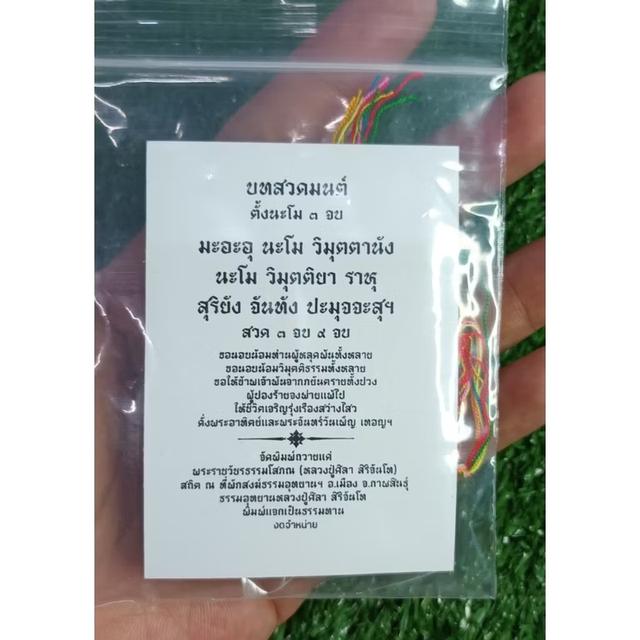 บทสวดมนต์
ตั้งนะโม ๓ จบ
มะอะอุ นะโม วิมุตตานัง
นะโม วิมุตติยา ราหุ
สุริยัง จันทัง ปะมุจจะสุฯ
สวด ๓ จบ ๙ จบ
ขอนอบน้อมท่านผู้หลุดพ้นทั้งหลาย
ขอนอบน้อมวิมุตติธรรมทั้งหลาย
ขอให้ข้าพเจ้าพ้นจากภยันตรายทั้งปวง
ผู้ปองร้ายจงพ่ายแพ้ไป
ให้ชีวิตเจริญรุ่งเรืองสว่างไสว
ดั่งพระอาทิตย์และพระจันทร์วันเพ็ญ เทอญฯ
จัดพิมพ์ถวายแด่
พระราชวัชรธรรมโสภณ (หลวงปู่ศิลา สิริจันโท)
สถิต ณ ที่พักสงฆ์ธรรมอุทยานฯ อ.เมือง จ.กาฬสินธุ์
ธรรมอุทยานหลวงปู่ศิลา สิริจันโท
พิมพ์แจกเป็นธรรมทาน
งดจำหน่าย